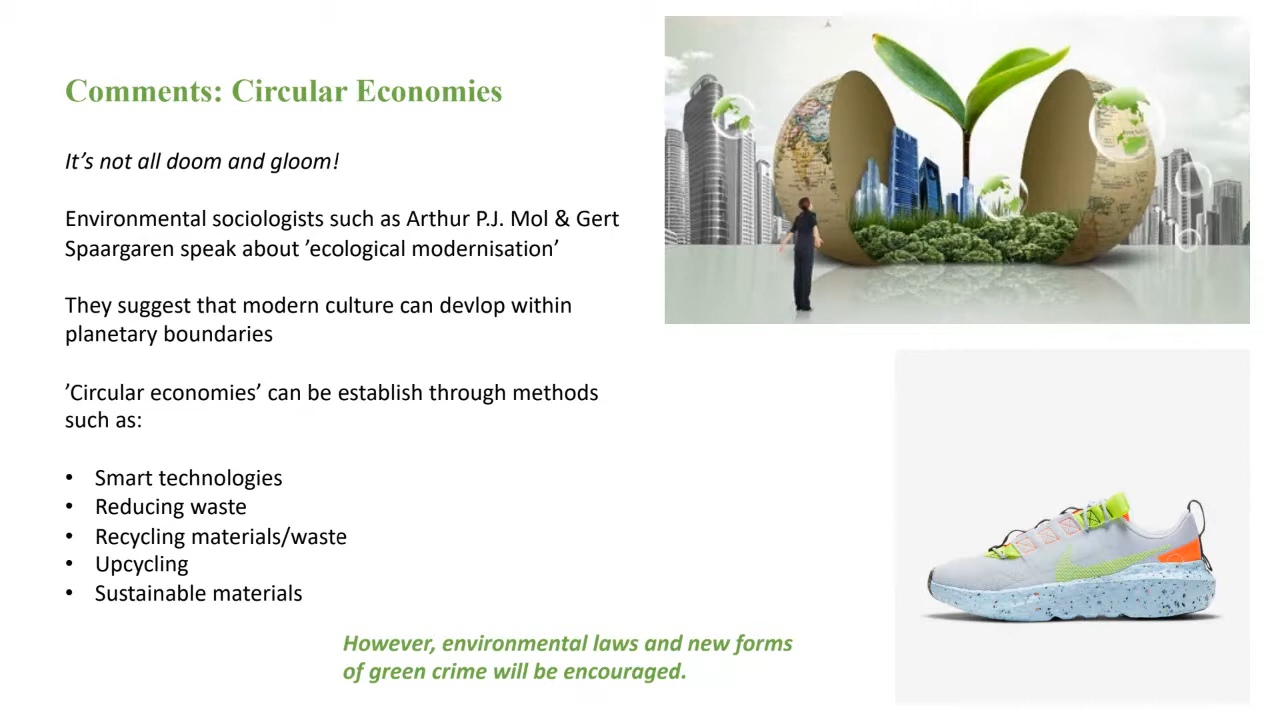 Comments: Circular Economies
It’s not all doom and gloom!
Environmental sociologists such as Arthur P.J. Mol & Gert
Spaargaren speak about ’ecological modernisation’
They suggest that modern culture can devlop within
planetary boundaries
’Circular economies’ can be establish through methods
such as:
• Smart technologies
• Reducing waste
• Recycling materials/waste
• Upcycling
• Sustainable materials
However, environmental laws and new forms
of green crime will be encouraged.